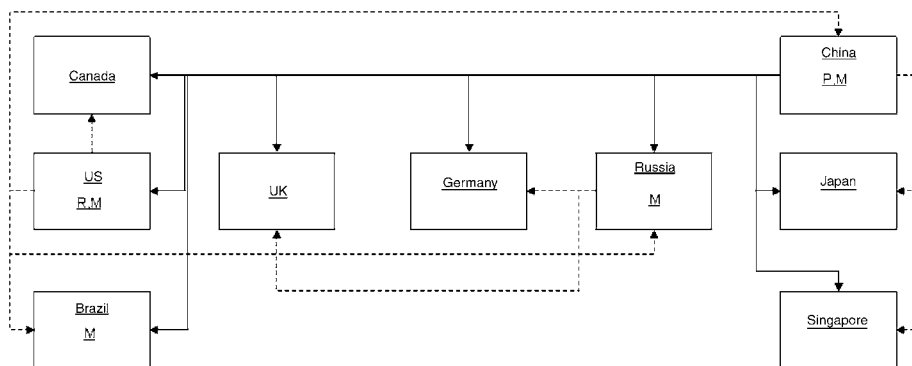 Canada
China
P,M
US
R,M
UK
Germany
Russia
M
Japan
Brazil
M
Singapore